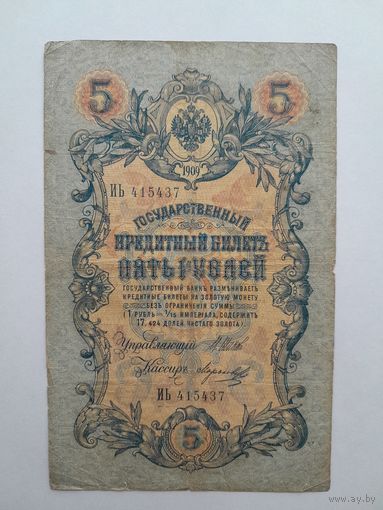 5 5
1909
ИЬ 415437
ГОСУДАРСТВЕННЫЙ
КРЕДИТНЫЙ БИЛЕТЪ
ПЯТЬ РУБЛЕЙ
ГОСУДАРСТВЕННЫЙ БАНКЪ РАЗМѢНИВАЕТЪ
КРЕДИТНЫЕ БИЛЕТЫ НА ЗОЛОТУЮ МОНЕТУ
БЕЗЪ ОГРАНИЧЕНІЯ СУММЫ
(1 РУБЛЬ = 1/15 ИМПЕРІАЛА, СОДЕРЖИТЪ
17,424 ДОЛЕЙ ЧИСТАГО ЗОЛОТА)
Управляющій
Кассиръ
ИЬ 415437
5
www.ay.by